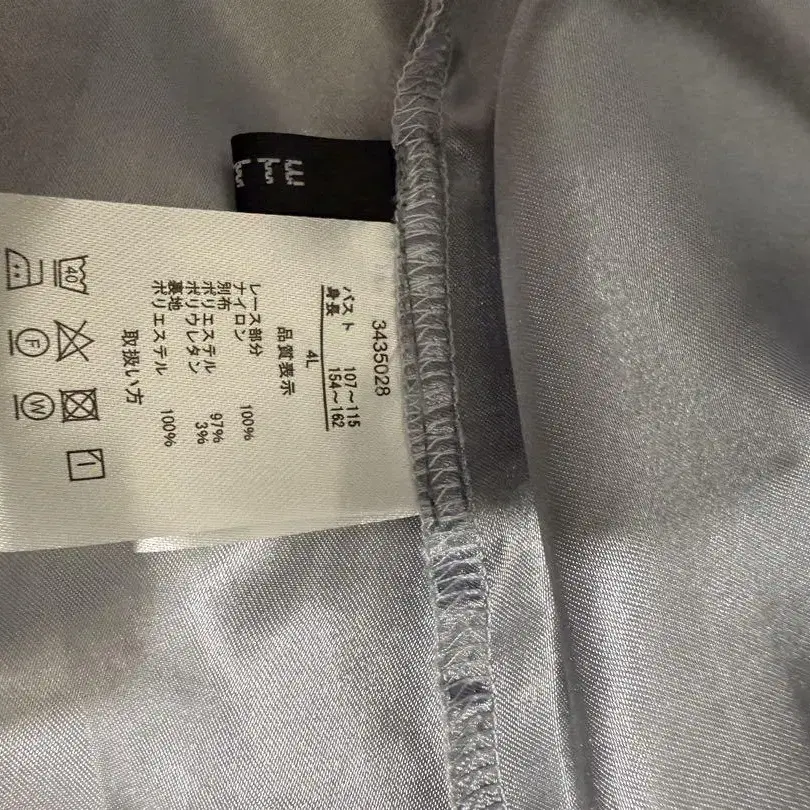 3435028
バスト 107～115
身長 154～162
4L
品質表示
レース部分
ナイロン 100%
別布
ポリエステル 97%
ポリウレタン 3%
裏地
ポリエステル 100%
取扱い方
40
F
W